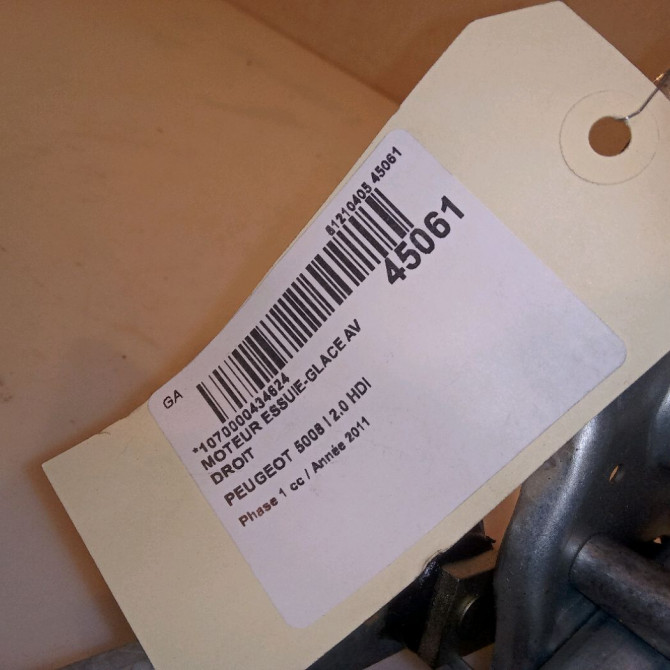 81210405 45061
45061
GA
*1070000434624
MOTEUR ESSUIE-GLACE AV
DROIT
PEUGEOT 5008 I 2.0 HDI
Phase 1 cc / Année 2011